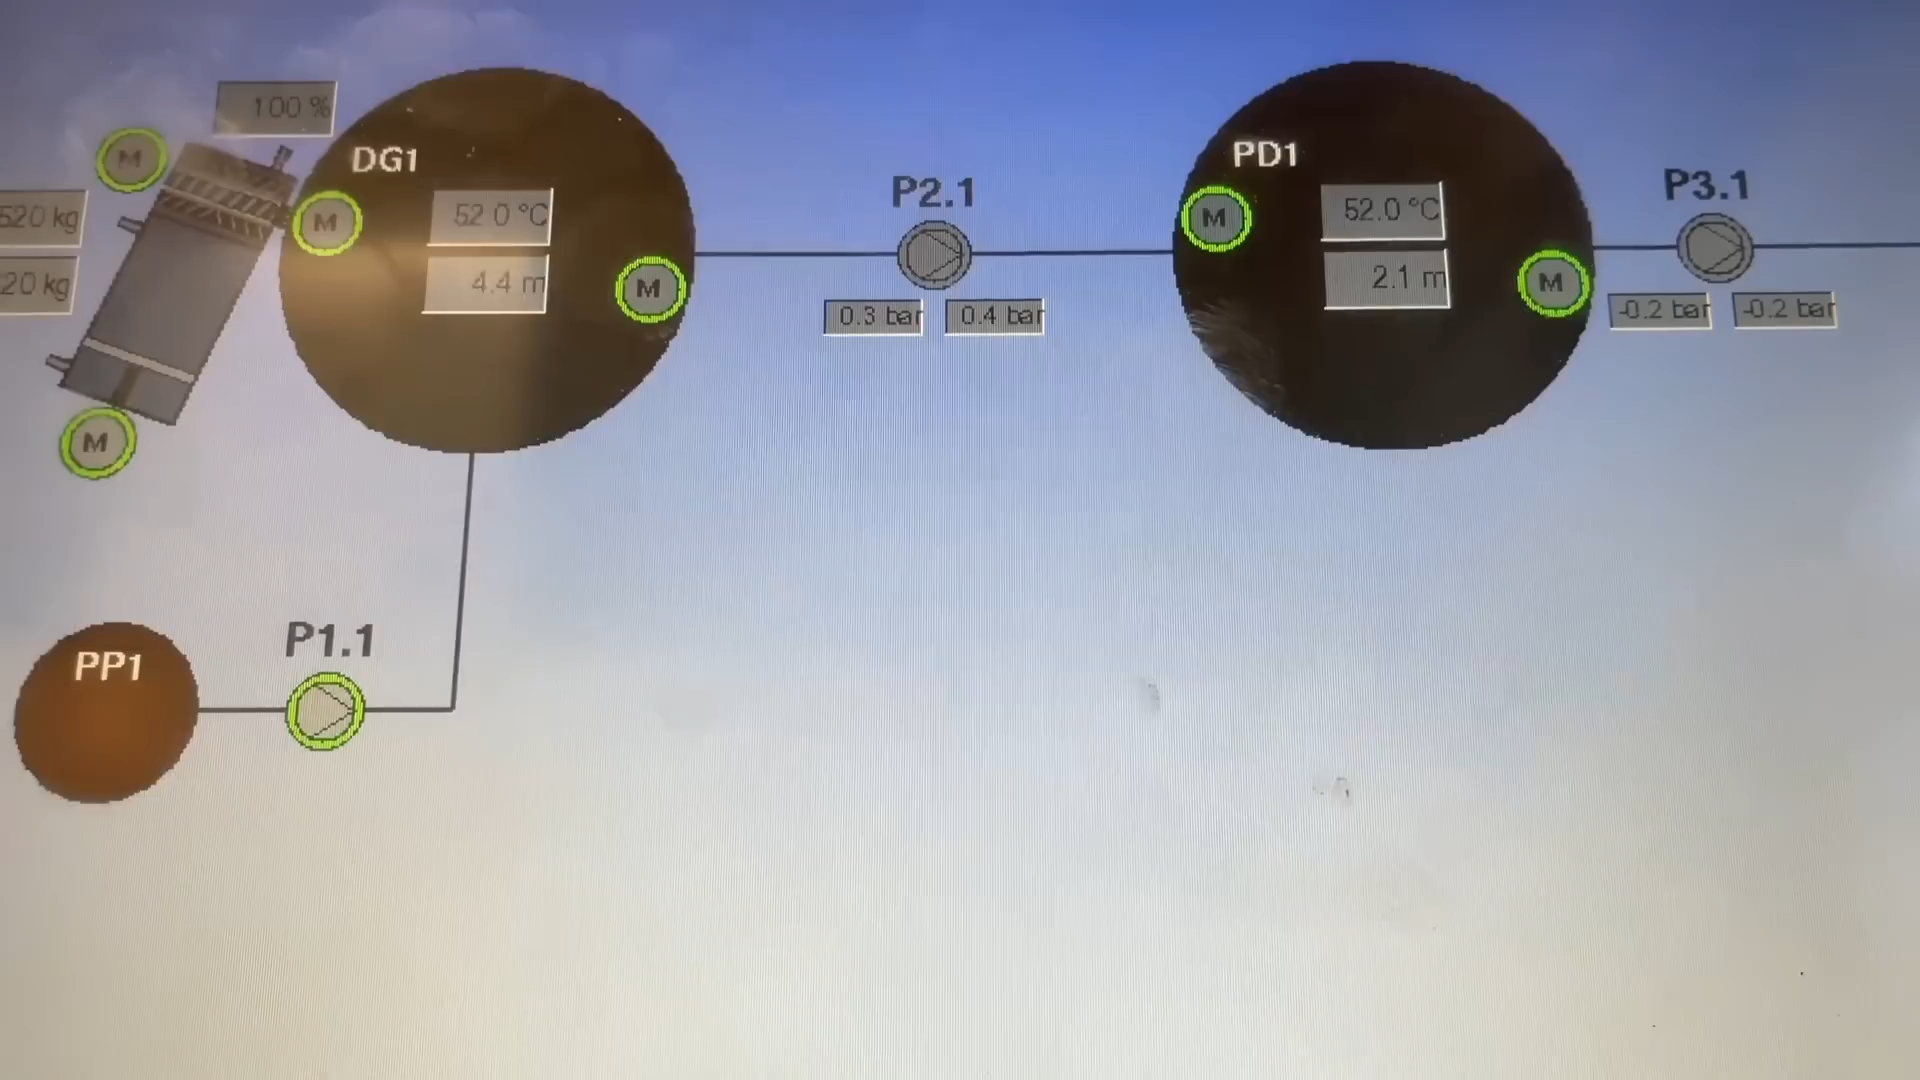 100 %
M
DG1
PD1
520 kg
M
52.0 °C
P2.1
M
52.0 °C
P3.1
20 kg
4.4 m
M
2.1 m
M
0.3 bar
0.4 bar
-0.2 bar
-0.2 bar
M
P1.1
PP1